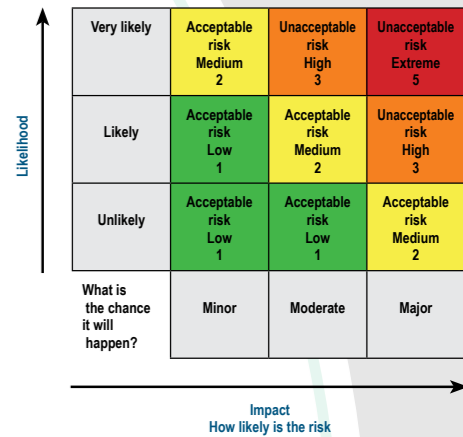 Likelihood
Very likely
Acceptable
risk
Medium
2
Unacceptable
risk
High
3
Unacceptable
risk
Extreme
5
Likely
Acceptable
risk
Low
1
Acceptable
risk
Medium
2
Unacceptable
risk
High
3
Unlikely
Acceptable
risk
Low
1
Acceptable
risk
Low
1
Acceptable
risk
Medium
2
What is
the chance
it will
happen?
Minor
Moderate
Major
Impact
How likely is the risk